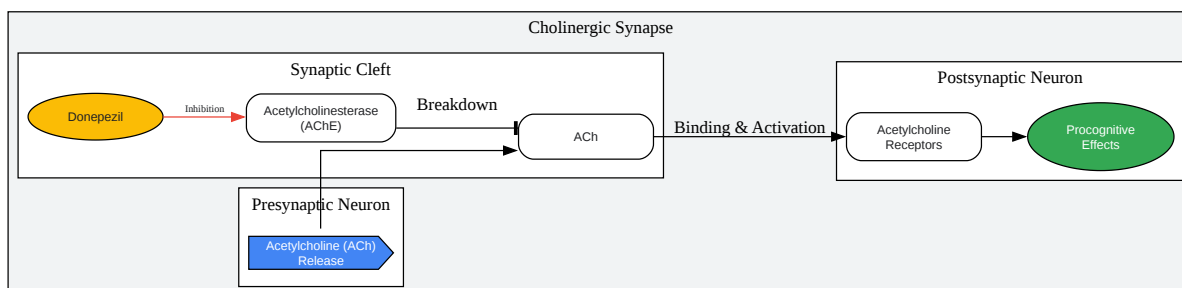 Cholinergic Synapse
Synaptic Cleft
Donepezil
Inhibition
Acetylcholinesterase
(AChE)
Breakdown
ACh
Binding & Activation
Postsynaptic Neuron
Acetylcholine
Receptors
Procognitive
Effects
Presynaptic Neuron
Acetylcholine (ACh)
Release